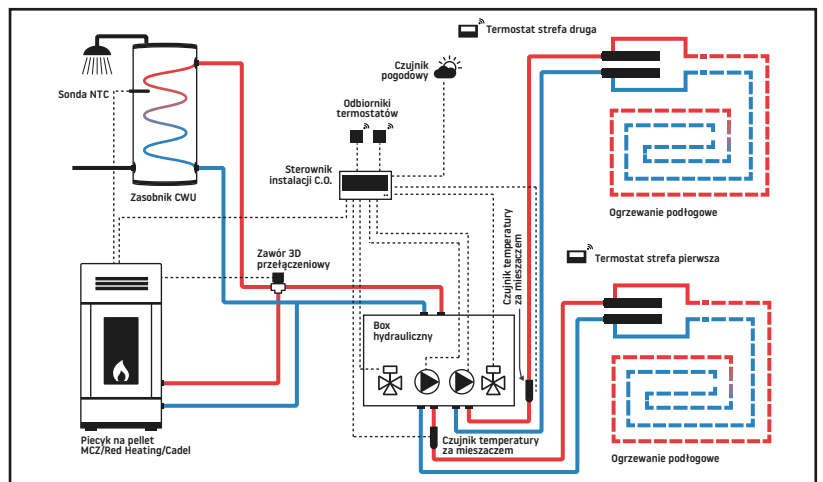 Termostat strefa druga
Czujnik
pogodowy
Sonda NTC
Odbiorniki
termostatów
Sterownik
instalacji C.O.
Zasobnik CWU
Ogrzewanie podłogowe
Czujnik temperatury
za mieszaczem
Zawór 3D
przełączeniowy
Termostat strefa pierwsza
Box
hydrauliczny
Piecyk na pellet
MCZ/Red Heating/Cadel
Czujnik temperatury
za mieszaczem
Ogrzewanie podłogowe